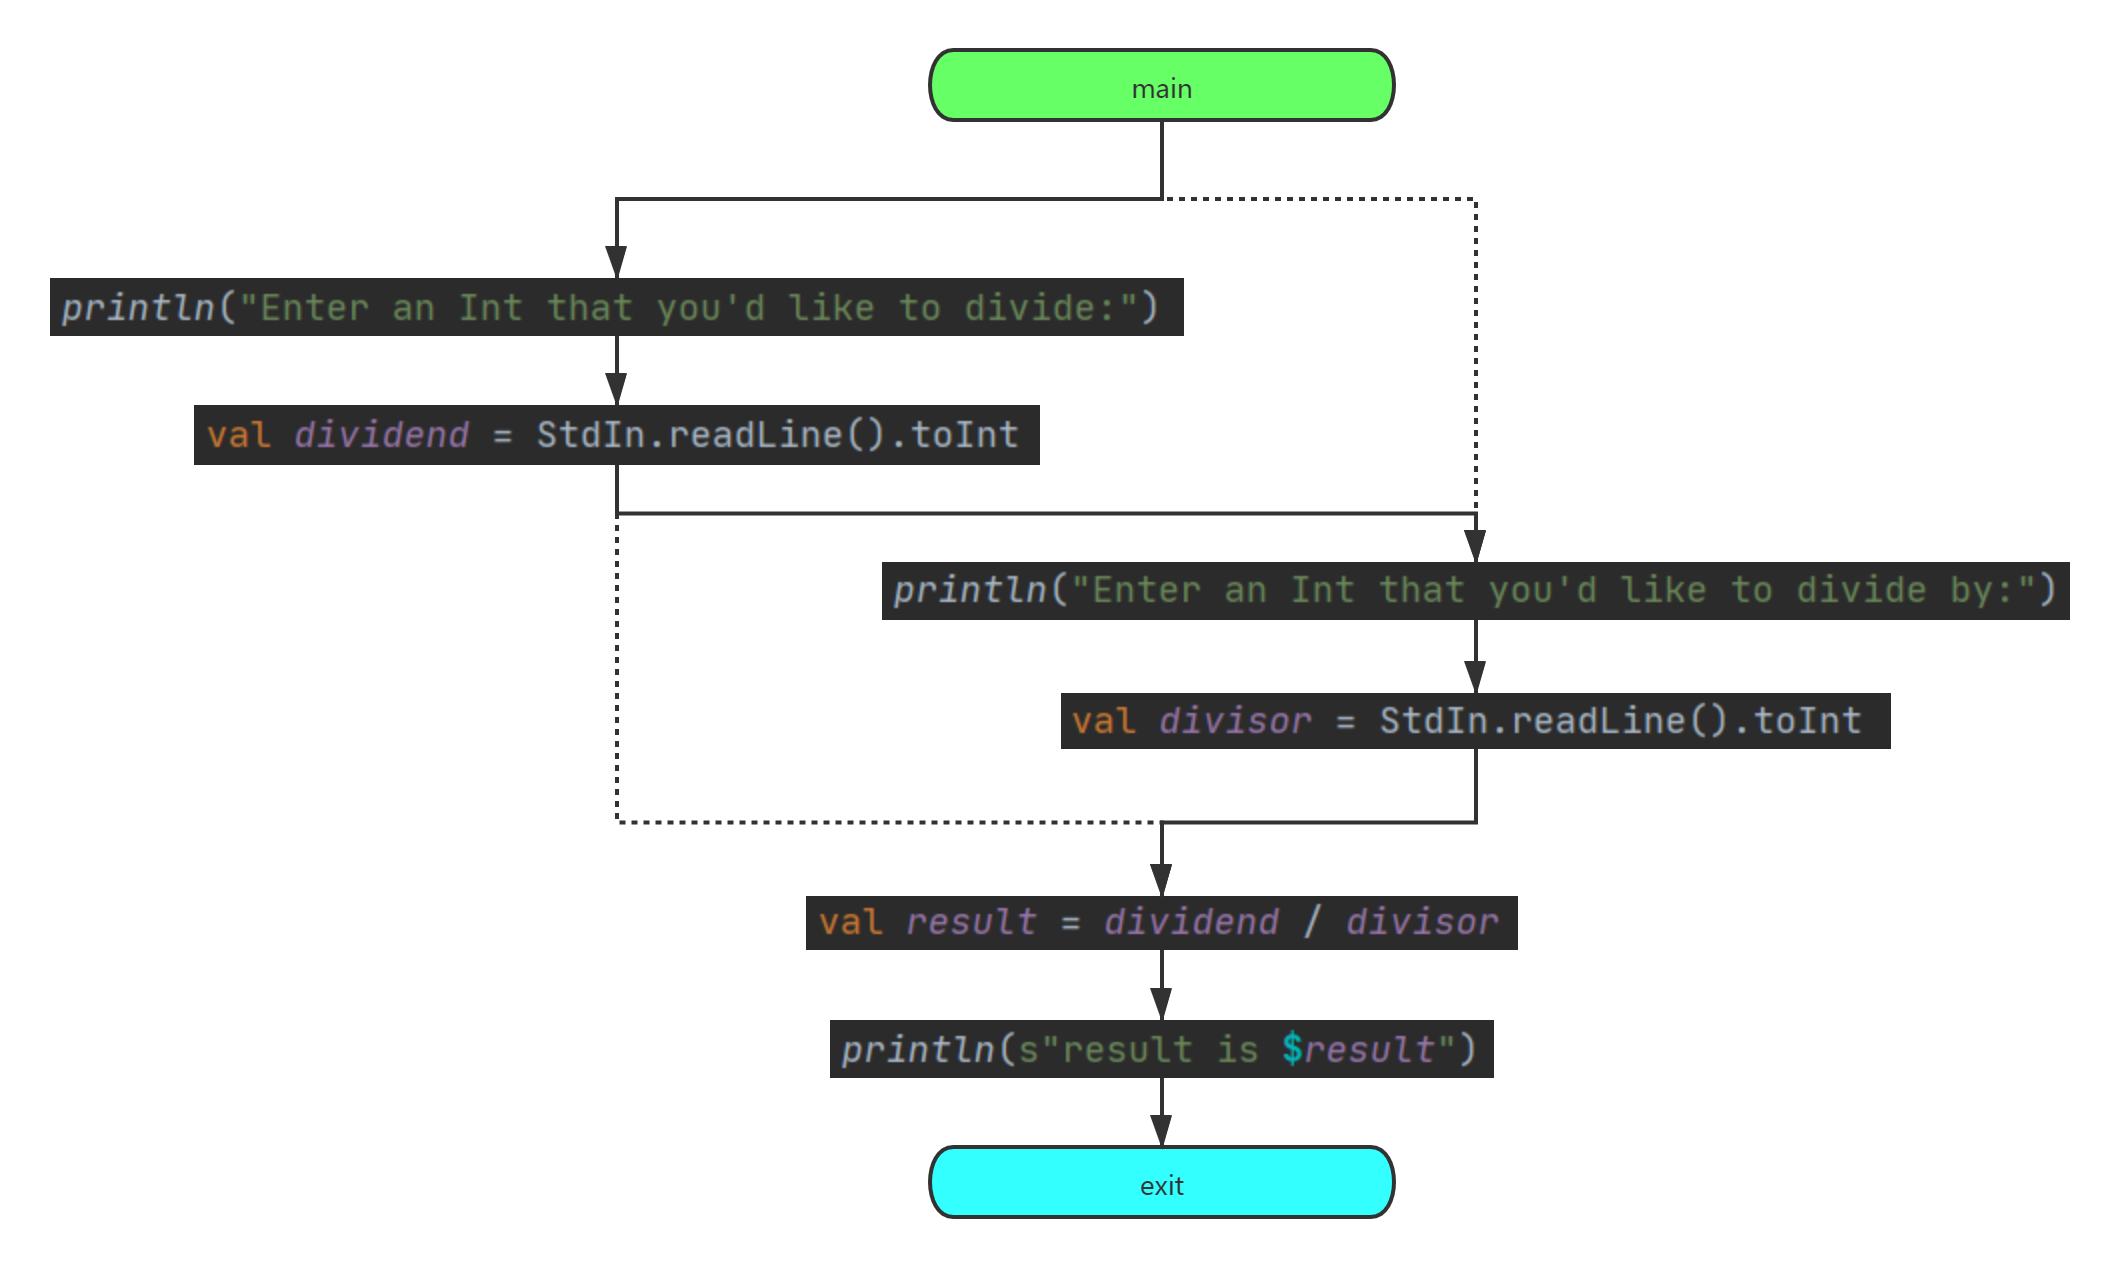 main
println("Enter an Int that you'd like to divide:")
val dividend = StdIn.readLine().toInt
println("Enter an Int that you'd like to divide by:")
val divisor = StdIn.readLine().toInt
val result = dividend / divisor
println(s"result is $result")
exit